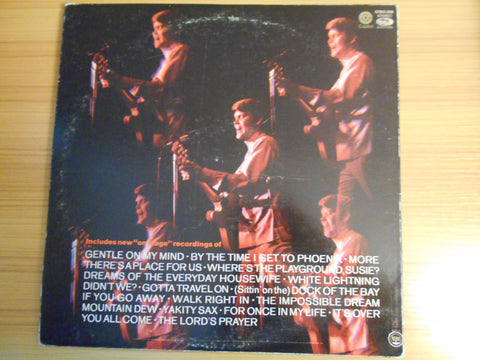 Capitol
Includes new "on stage" recordings of
GENTLE ON MY MIND • BY THE TIME I GET TO PHOENIX • MORE
THERE'S A PLACE FOR US • WHERE'S THE PLAYGROUND, SUSIE?
DREAMS OF THE EVERYDAY HOUSEWIFE • WHITE LIGHTNING
DIDN'T WE? • GOTTA TRAVEL ON • (Sittin' on the) DOCK OF THE BAY
IF YOU GO AWAY • WALK RIGHT IN • THE IMPOSSIBLE DREAM
MOUNTAIN DEW • YAKITY SAX • FOR ONCE IN MY LIFE • IT'S OVER
YOU ALL COME • THE LORD'S PRAYER